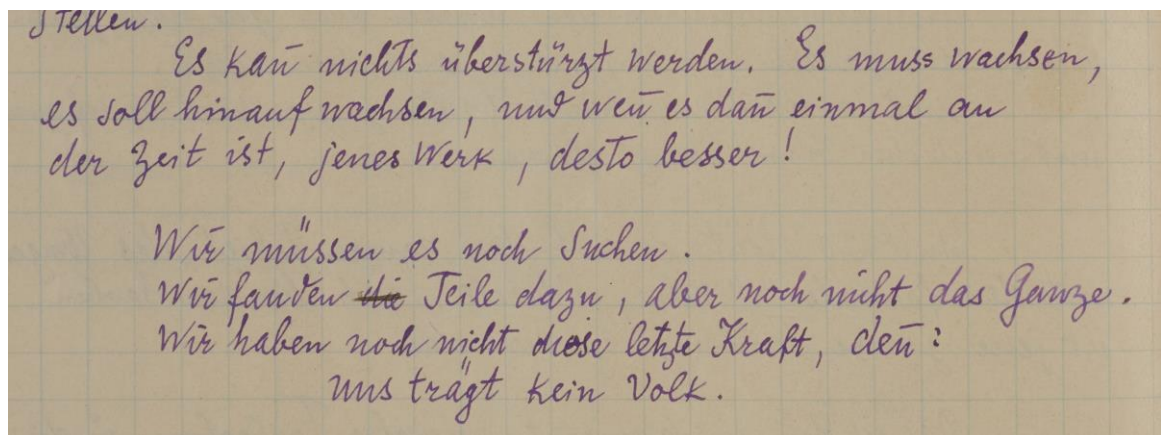 stellen.
Es kan̄ nichts überstürzt werden. Es muss wachsen,
es soll hinauf wachsen, und wen̄ es dan̄ einmal an
der Zeit ist, jenes Werk, desto besser!
Wir müssen es noch suchen.
Wir fanden die Teile dazu, aber noch nicht das Ganze.
Wir haben noch nicht diese letzte Kraft, den̄:
uns trägt kein Volk.